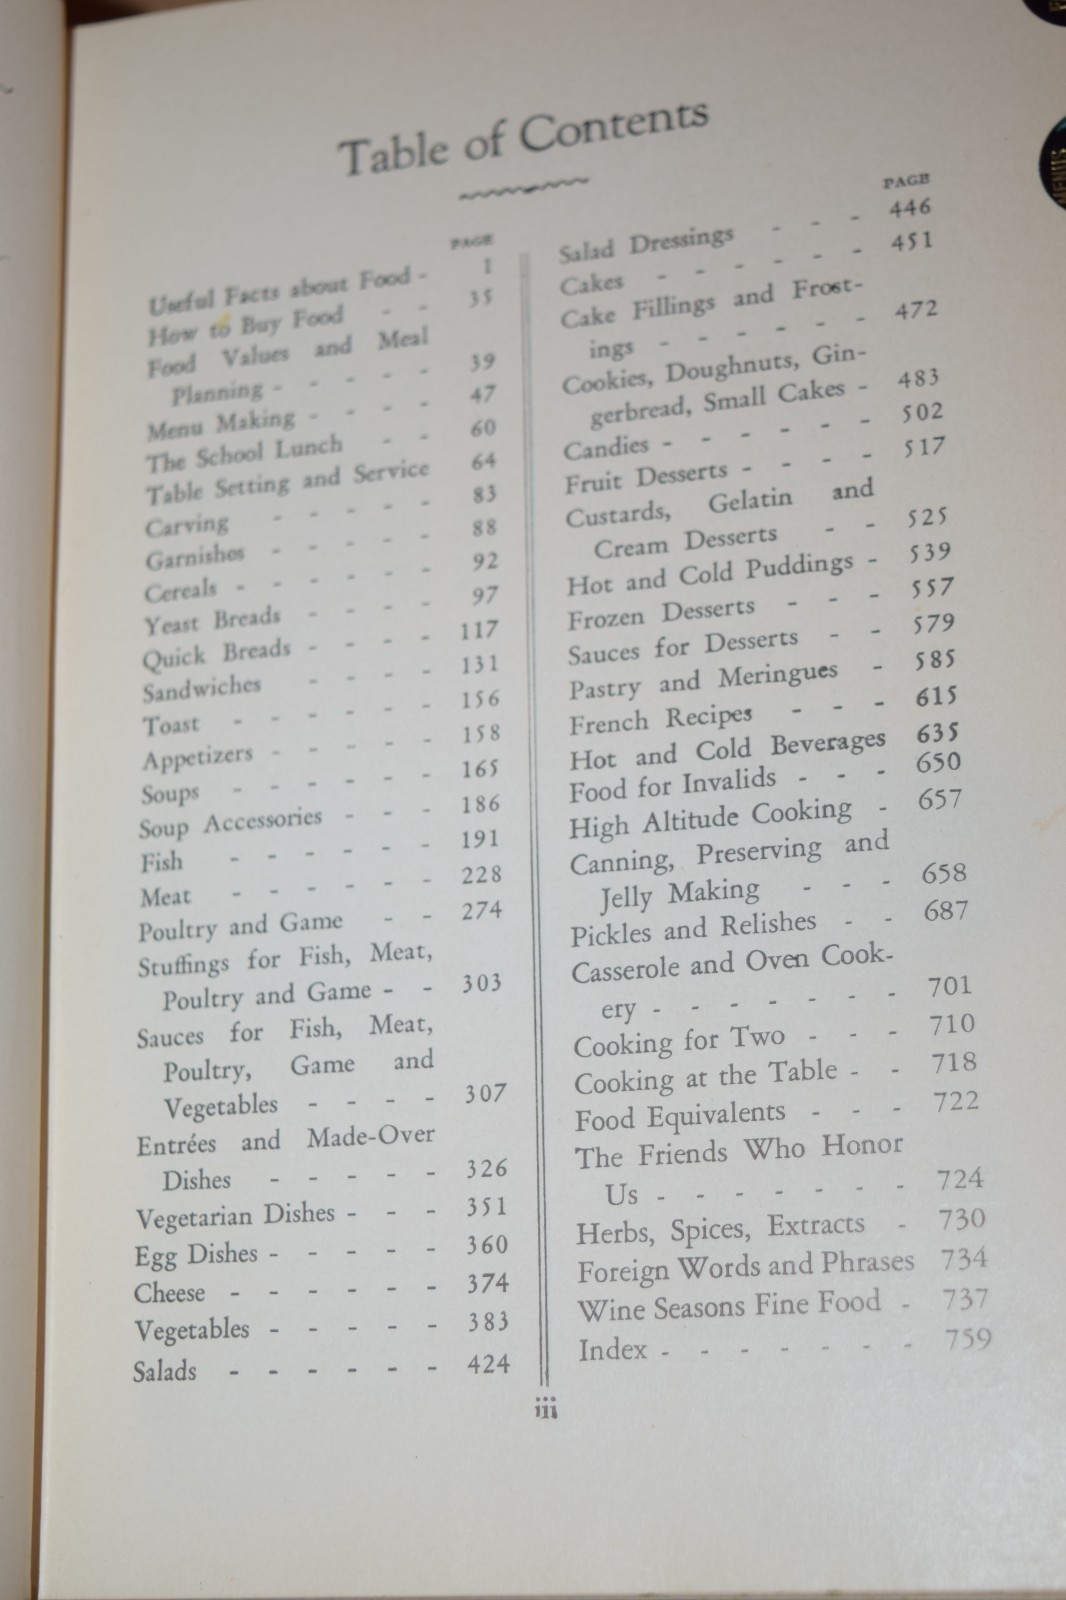 Table of Contents
PAGE
Useful Facts about Food - 1
How to Buy Food - - 35
Food Values and Meal
Planning - - - - - 39
Menu Making - - - - 47
The School Lunch - - 60
Table Setting and Service 64
Carving - - - - - 83
Garnishes - - - - - 88
Cereals - - - - - - 92
Yeast Breads - - - - 97
Quick Breads - - - - 117
Sandwiches - - - - 131
Toast - - - - - - 156
Appetizers - - - - - 158
Soups - - - - - - 165
Soup Accessories - - - 186
Fish - - - - - - 191
Meat - - - - - - 228
Poultry and Game - - 274
Stuffings for Fish, Meat,
Poultry and Game - - 303
Sauces for Fish, Meat,
Poultry, Game and
Vegetables - - - - 307
Entrées and Made-Over
Dishes - - - - - 326
Vegetarian Dishes - - - 351
Egg Dishes - - - - - 360
Cheese - - - - - - 374
Vegetables - - - - - 383
Salads - - - - - - 424
PAGE
Salad Dressings - - - 446
Cakes - - - - - - 451
Cake Fillings and Frost-
ings - - - - - - 472
Cookies, Doughnuts, Gin-
gerbread, Small Cakes - 483
Candies - - - - - - 502
Fruit Desserts - - - - 517
Custards, Gelatin and
Cream Desserts - - 525
Hot and Cold Puddings - 539
Frozen Desserts - - - 557
Sauces for Desserts - - 579
Pastry and Meringues - 585
French Recipes - - - 615
Hot and Cold Beverages 635
Food for Invalids - - - 650
High Altitude Cooking - 657
Canning, Preserving and
Jelly Making - - - 658
Pickles and Relishes - - 687
Casserole and Oven Cook-
ery - - - - - - - 701
Cooking for Two - - - 710
Cooking at the Table - - 718
Food Equivalents - - - 722
The Friends Who Honor
Us - - - - - - - 724
Herbs, Spices, Extracts - 730
Foreign Words and Phrases 734
Wine Seasons Fine Food - 737
Index - - - - - - - 759
iii
MENUS